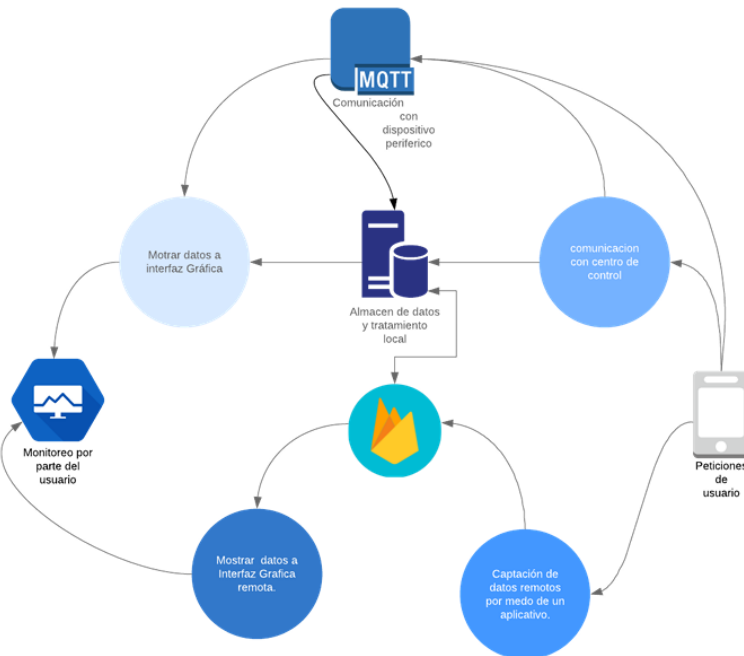 MQTT
Comunicación
con
dispositivo
periferico
Motrar datos a
interfaz Gráfica
comunicacion
con centro de
control
Almacen de datos
y tratamiento
local
Monitoreo por
parte del
usuario
Peticiones
de
usuario
Mostrar datos a
Interfaz Grafica
remota.
Captación de
datos remotos
por medo de un
aplicativo.